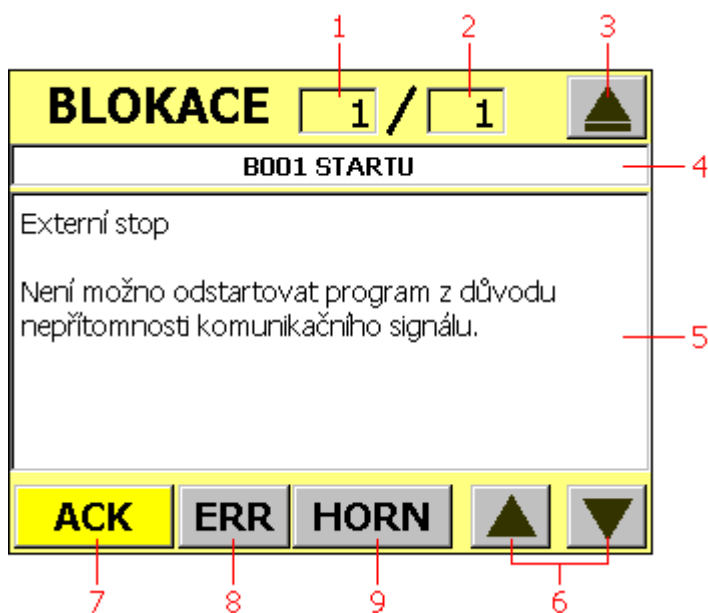 1 2 3
BLOKACE 1 / 1
B001 STARTU
4
Externí stop
Není možno odstartovat program z důvodu
nepřítomnosti komunikačního signálu.
5
ACK ERR HORN
7 8 9 6